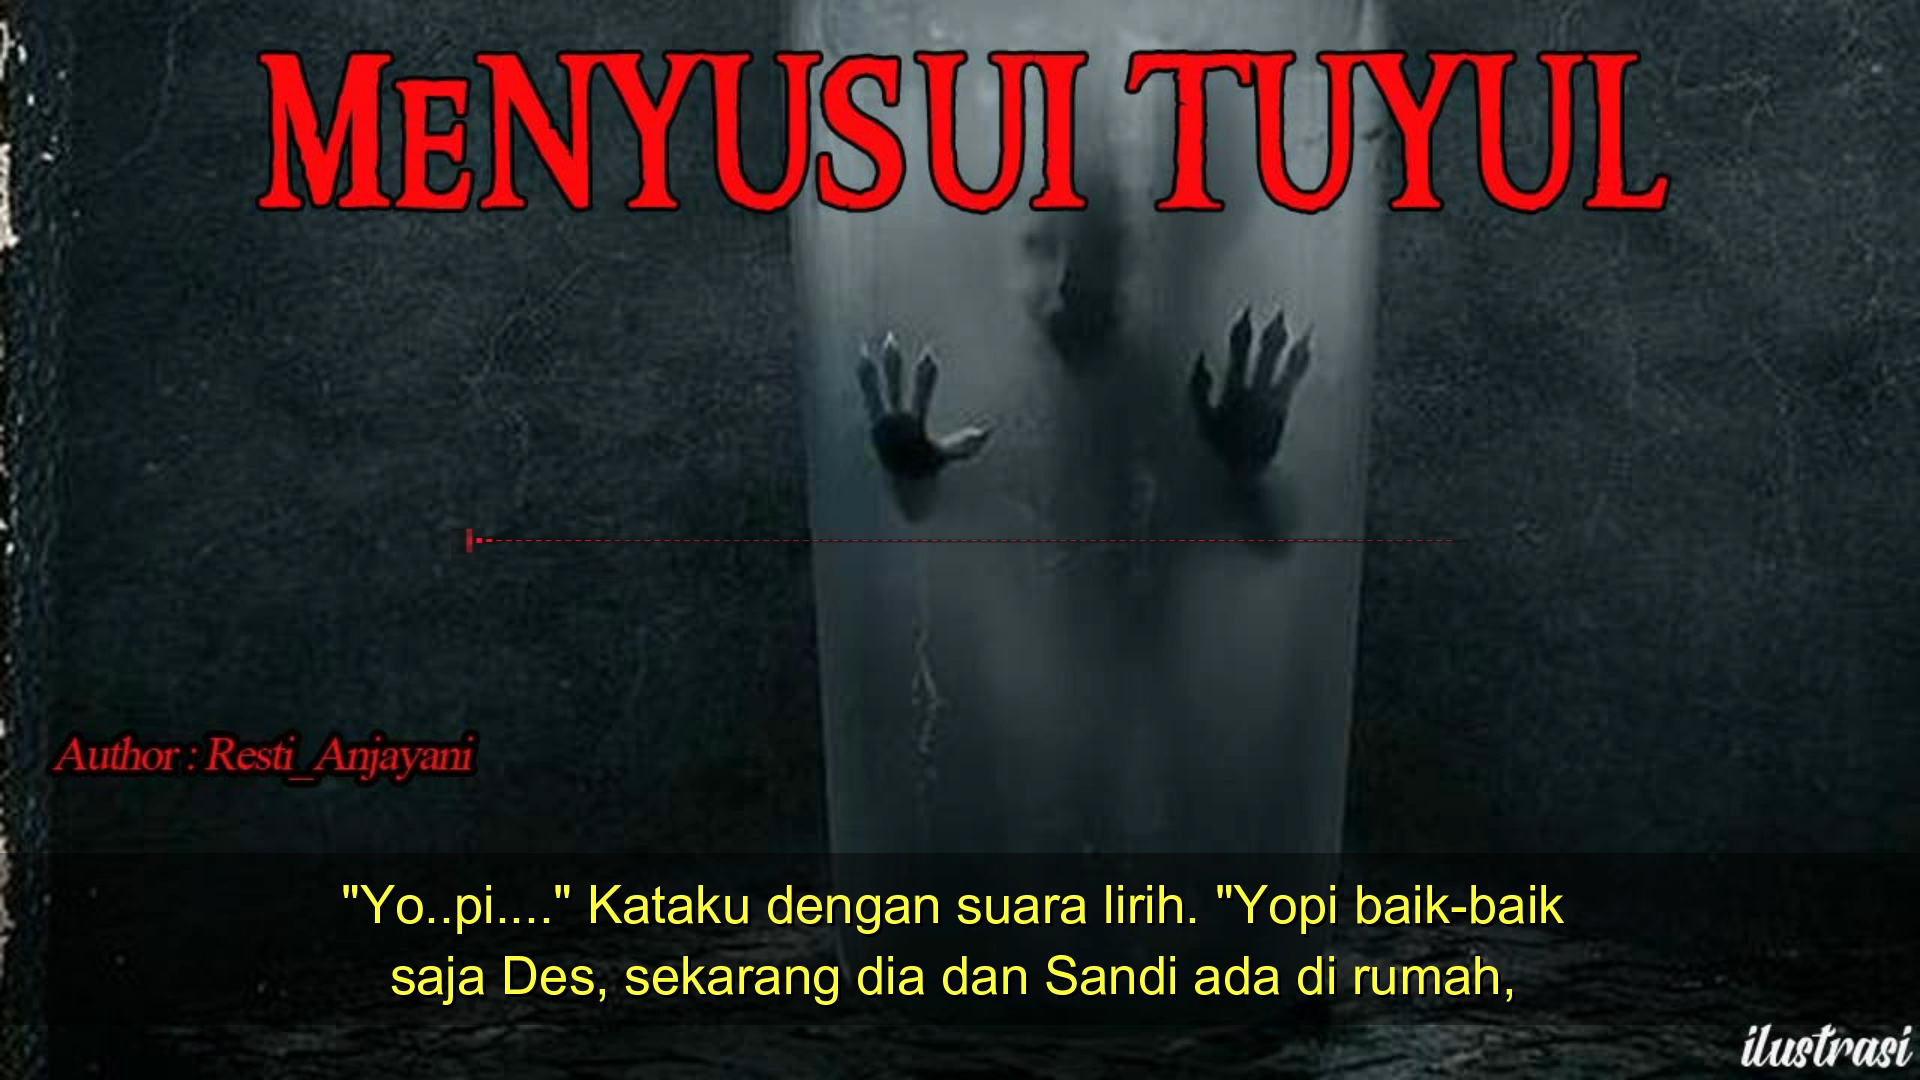 MeNYUSUI TUYUL
Author : Resti_Anjayani
"Yo..pi...." Kataku dengan suara lirih. "Yopi baik-baik
saja Des, sekarang dia dan Sandi ada di rumah,
ilustrasi